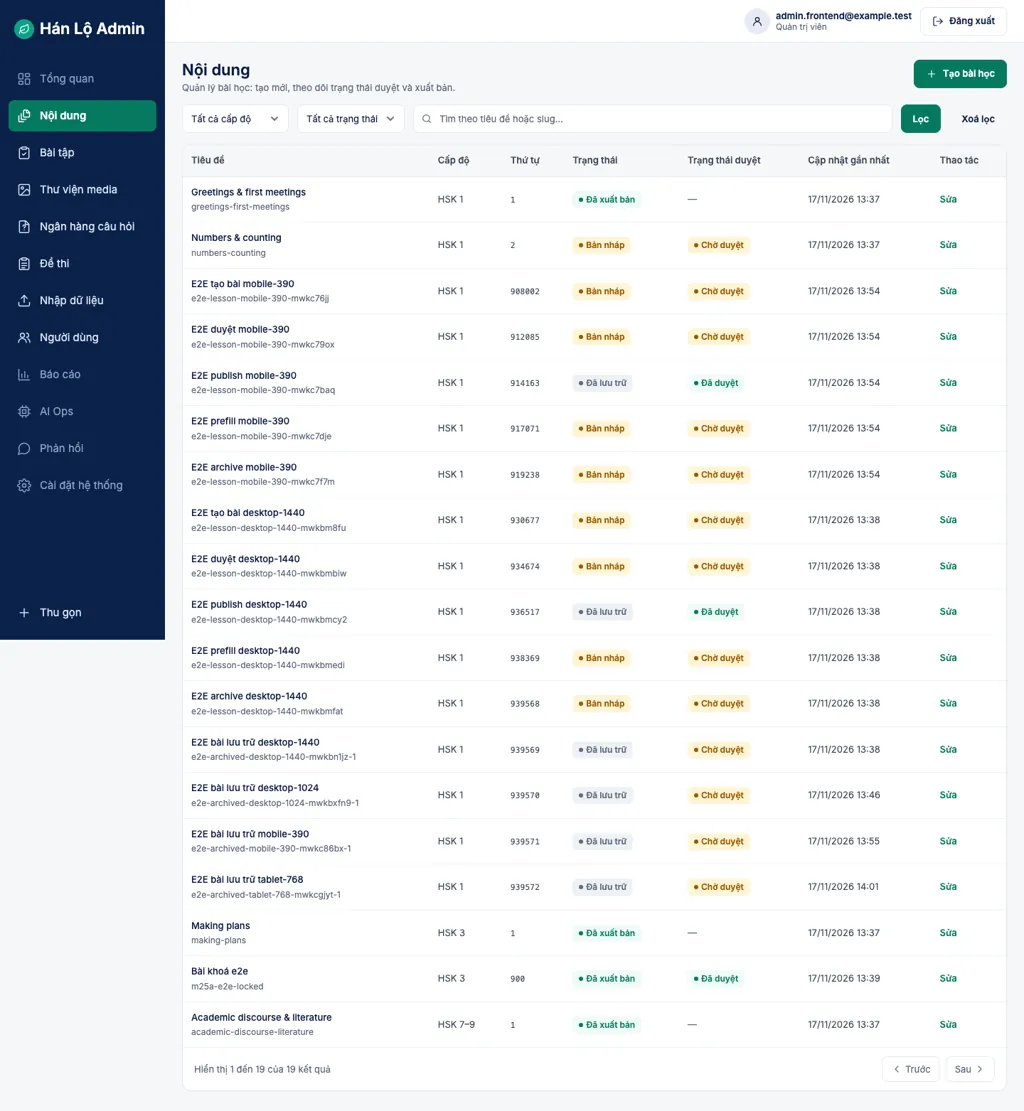 Hán Lộ Admin
admin.frontend@example.test
Quản trị viên
Đăng xuất
Tổng quan
Nội dung
Bài tập
Thư viện media
Ngân hàng câu hỏi
Đề thi
Nhập dữ liệu
Người dùng
Báo cáo
AI Ops
Phản hồi
Cài đặt hệ thống
Thu gọn
Nội dung
Quản lý bài học: tạo mới, theo dõi trạng thái duyệt và xuất bản.
Tạo bài học
Tất cả cấp độ
Tất cả trạng thái
Tìm theo tiêu đề hoặc slug...
Lọc
Xoá lọc
Tiêu đề Cấp độ Thứ tự Trạng thái Trạng thái duyệt Cập nhật gần nhất Thao tác
Greetings & first meetings
greetings-first-meetings
HSK 1 1 Đã xuất bản — 17/11/2026 13:37 Sửa
Numbers & counting
numbers-counting
HSK 1 2 Bản nháp Chờ duyệt 17/11/2026 13:37 Sửa
E2E tạo bài mobile-390
e2e-lesson-mobile-390-mwkc76jj
HSK 1 908002 Bản nháp Chờ duyệt 17/11/2026 13:54 Sửa
E2E duyệt mobile-390
e2e-lesson-mobile-390-mwkc79ox
HSK 1 912085 Bản nháp Chờ duyệt 17/11/2026 13:54 Sửa
E2E publish mobile-390
e2e-lesson-mobile-390-mwkc7baq
HSK 1 914163 Đã lưu trữ Đã duyệt 17/11/2026 13:54 Sửa
E2E prefill mobile-390
e2e-lesson-mobile-390-mwkc7dje
HSK 1 917071 Bản nháp Chờ duyệt 17/11/2026 13:54 Sửa
E2E archive mobile-390
e2e-lesson-mobile-390-mwkc7f7m
HSK 1 919238 Bản nháp Chờ duyệt 17/11/2026 13:54 Sửa
E2E tạo bài desktop-1440
e2e-lesson-desktop-1440-mwkbm8fu
HSK 1 930677 Bản nháp Chờ duyệt 17/11/2026 13:38 Sửa
E2E duyệt desktop-1440
e2e-lesson-desktop-1440-mwkbmbiw
HSK 1 934674 Bản nháp Chờ duyệt 17/11/2026 13:38 Sửa
E2E publish desktop-1440
e2e-lesson-desktop-1440-mwkbmcy2
HSK 1 936517 Đã lưu trữ Đã duyệt 17/11/2026 13:38 Sửa
E2E prefill desktop-1440
e2e-lesson-desktop-1440-mwkbmedi
HSK 1 938369 Bản nháp Chờ duyệt 17/11/2026 13:38 Sửa
E2E archive desktop-1440
e2e-lesson-desktop-1440-mwkbmfat
HSK 1 939568 Bản nháp Chờ duyệt 17/11/2026 13:38 Sửa
E2E bài lưu trữ desktop-1440
e2e-archived-desktop-1440-mwkbn1jz-1
HSK 1 939569 Đã lưu trữ Chờ duyệt 17/11/2026 13:38 Sửa
E2E bài lưu trữ desktop-1024
e2e-archived-desktop-1024-mwkbxfn9-1
HSK 1 939570 Đã lưu trữ Chờ duyệt 17/11/2026 13:46 Sửa
E2E bài lưu trữ mobile-390
e2e-archived-mobile-390-mwkc86bx-1
HSK 1 939571 Đã lưu trữ Chờ duyệt 17/11/2026 13:55 Sửa
E2E bài lưu trữ tablet-768
e2e-archived-tablet-768-mwkcgjyt-1
HSK 1 939572 Đã lưu trữ Chờ duyệt 17/11/2026 14:01 Sửa
Making plans
making-plans
HSK 3 1 Đã xuất bản — 17/11/2026 13:37 Sửa
Bài khoá e2e
m25a-e2e-locked
HSK 3 900 Đã xuất bản Đã duyệt 17/11/2026 13:39 Sửa
Academic discourse & literature
academic-discourse-literature
HSK 7–9 1 Đã xuất bản — 17/11/2026 13:37 Sửa
Hiển thị 1 đến 19 của 19 kết quả
Trước
Sau